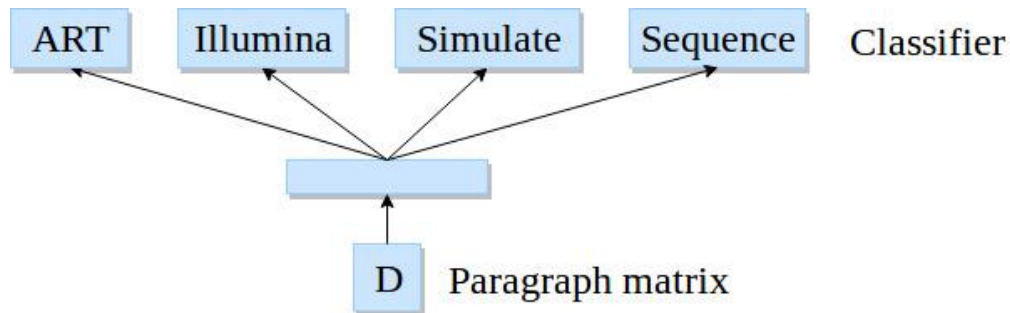 ART Illumina Simulate Sequence Classifier
D Paragraph matrix